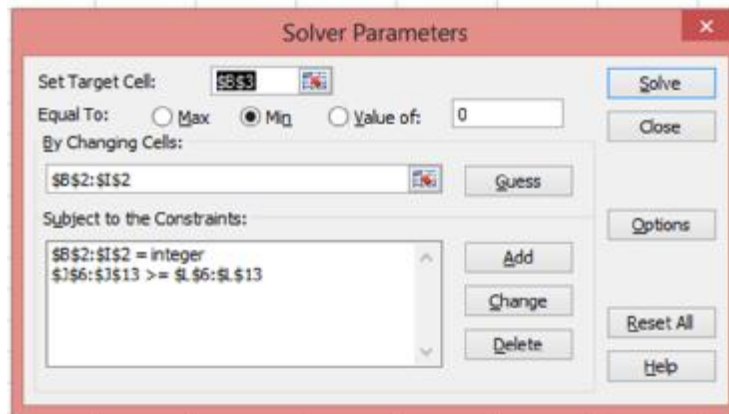 Solver Parameters
Set Target Cell: $B$3
Solve
Equal To: Max Min Value of: 0
Close
By Changing Cells:
$B$2:$I$2 Guess
Subject to the Constraints:
Options
$B$2:$I$2 = integer
$J$6:$J$13 >= $L$6:$L$13
Add
Change
Reset All
Delete
Help